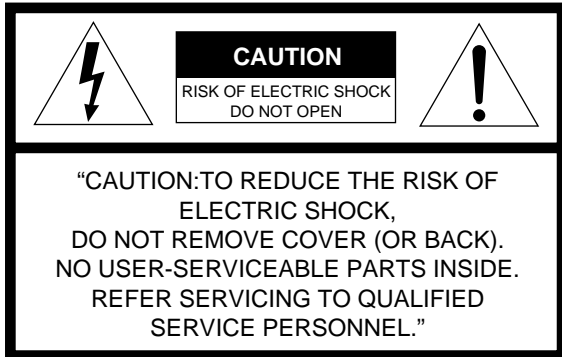 CAUTION
RISK OF ELECTRIC SHOCK
DO NOT OPEN
“CAUTION:TO REDUCE THE RISK OF
ELECTRIC SHOCK,
DO NOT REMOVE COVER (OR BACK).
NO USER-SERVICEABLE PARTS INSIDE.
REFER SERVICING TO QUALIFIED
SERVICE PERSONNEL.”